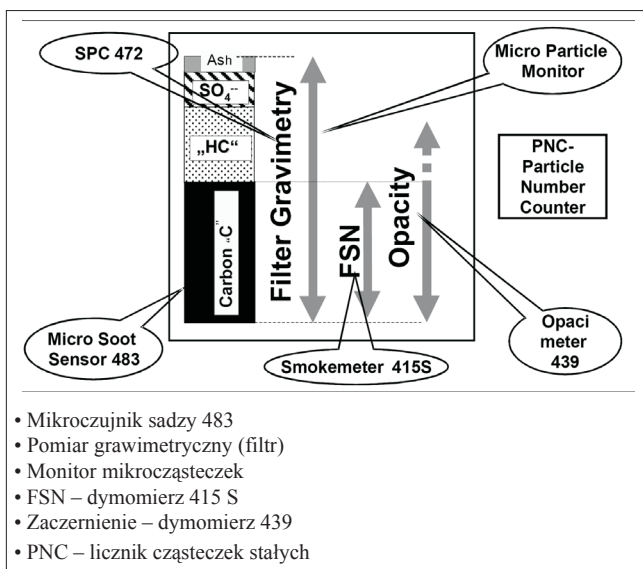 SPC 472
Ash
SO₄--
„HC“
Carbon „C”
Filter Gravimetry
FSN
Opacity
Micro Particle
Monitor
PNC-
Particle
Number
Counter
Micro Soot
Sensor 483
Smokemeter 415S
Opaci
meter
439
• Mikroczujnik sadzy 483
• Pomiar grawimetryczny (filtr)
• Monitor mikrocząsteczek
• FSN – dymomierz 415 S
• Zaczernienie – dymomierz 439
• PNC – licznik cząsteczek stałych